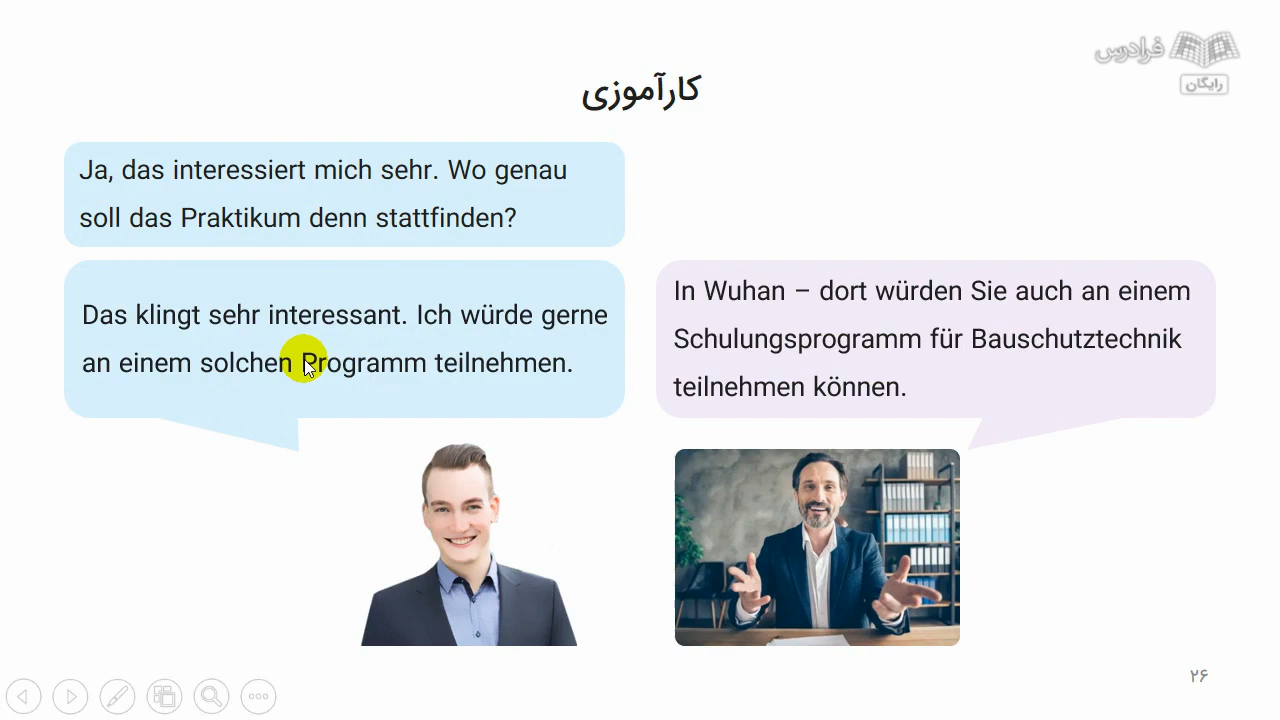 فرادرس
رایگان
کارآموزی
Ja, das interessiert mich sehr. Wo genau
soll das Praktikum denn stattfinden?
In Wuhan – dort würden Sie auch an einem
Schulungsprogramm für Bauschutztechnik
teilnehmen können.
Das klingt sehr interessant. Ich würde gerne
an einem solchen Programm teilnehmen.
۲۶